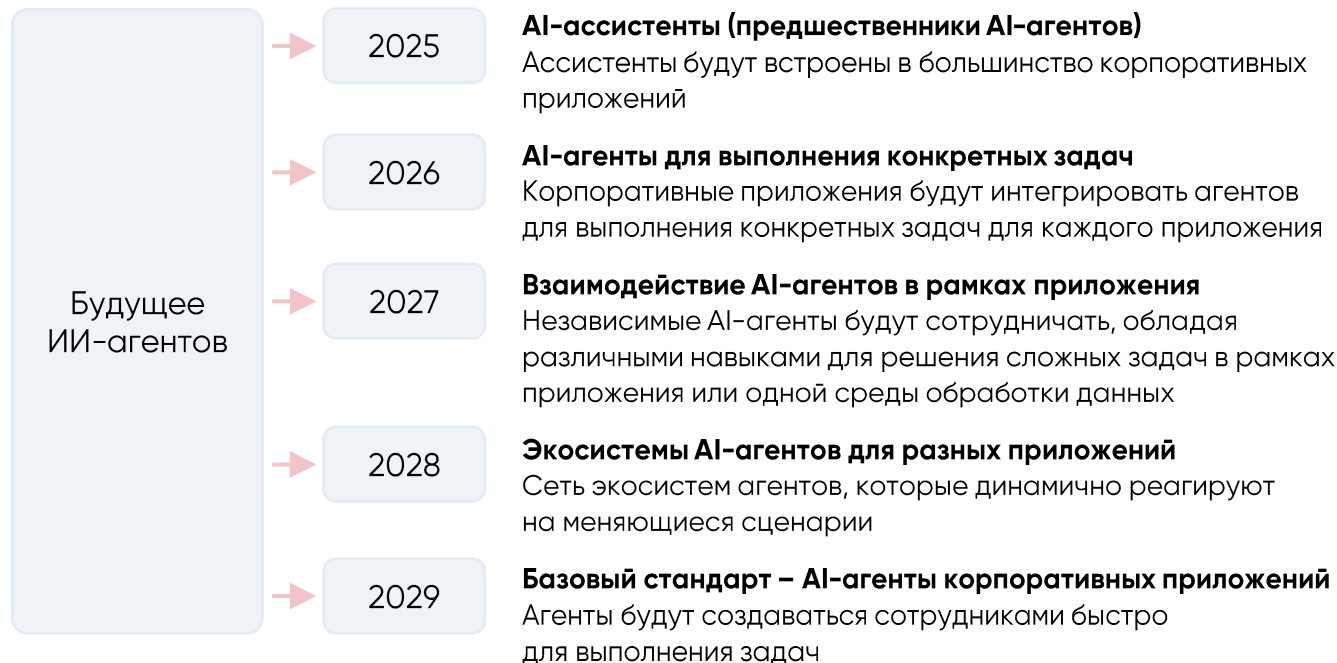 Будущее
ИИ-агентов
2025
AI-ассистенты (предшественники AI-агентов)
Ассистенты будут встроены в большинство корпоративных
приложений
2026
AI-агенты для выполнения конкретных задач
Корпоративные приложения будут интегрировать агентов
для выполнения конкретных задач для каждого приложения
2027
Взаимодействие AI-агентов в рамках приложения
Независимые AI-агенты будут сотрудничать, обладая
различными навыками для решения сложных задач в рамках
приложения или одной среды обработки данных
2028
Экосистемы AI-агентов для разных приложений
Сеть экосистем агентов, которые динамично реагируют
на меняющиеся сценарии
2029
Базовый стандарт – AI-агенты корпоративных приложений
Агенты будут создаваться сотрудниками быстро
для выполнения задач